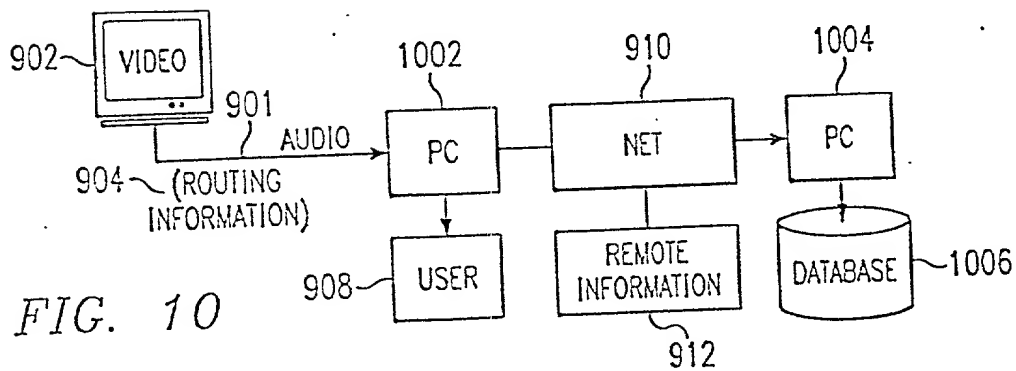 902
VIDEO
901
AUDIO
904
(ROUTING
INFORMATION)
1002
PC
908
USER
910
NET
REMOTE
INFORMATION
912
1004
PC
DATABASE
1006
FIG. 10